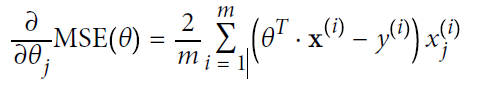 ∂/∂θ_j MSE(θ) = 2/m ∑_{i = 1}^{m} (θ^T · x^{(i)} − y^{(i)}) x_j^{(i)}